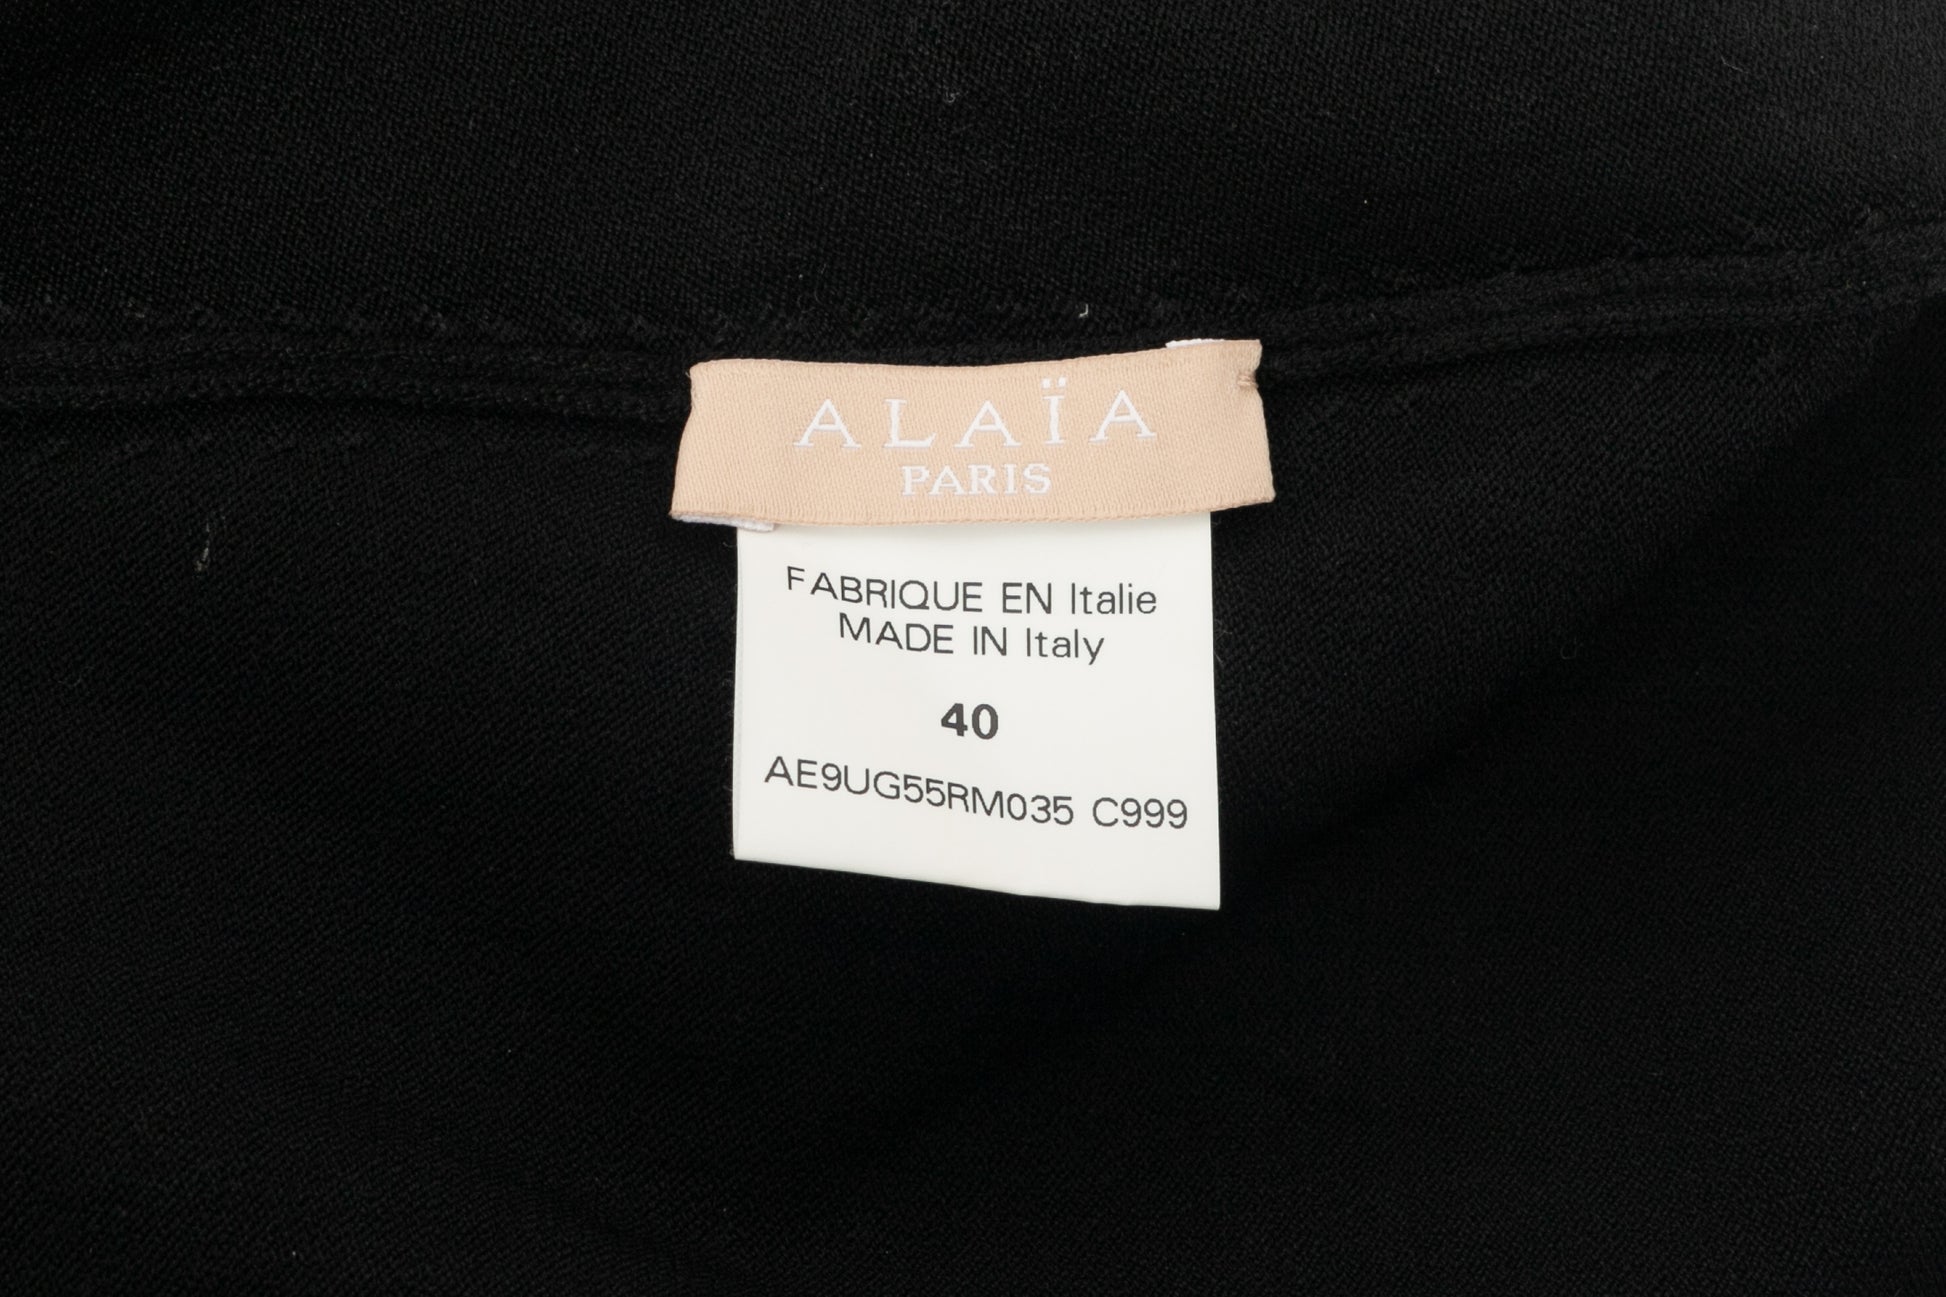 ALAÏA
PARIS
FABRIQUE EN Italie
MADE IN Italy
40
AE9UG55RM035 C999